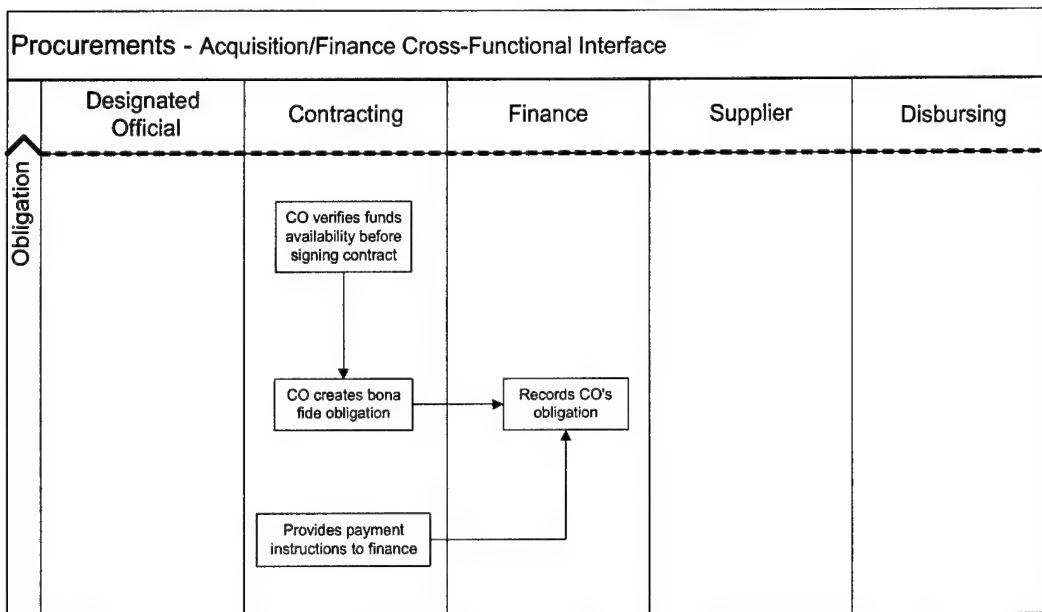 Procurements - Acquisition/Finance Cross-Functional Interface
Designated
Official
Contracting
Finance
Supplier
Disbursing
Obligation
CO verifies funds
availability before
signing contract
CO creates bona
fide obligation
Records CO's
obligation
Provides payment
instructions to finance